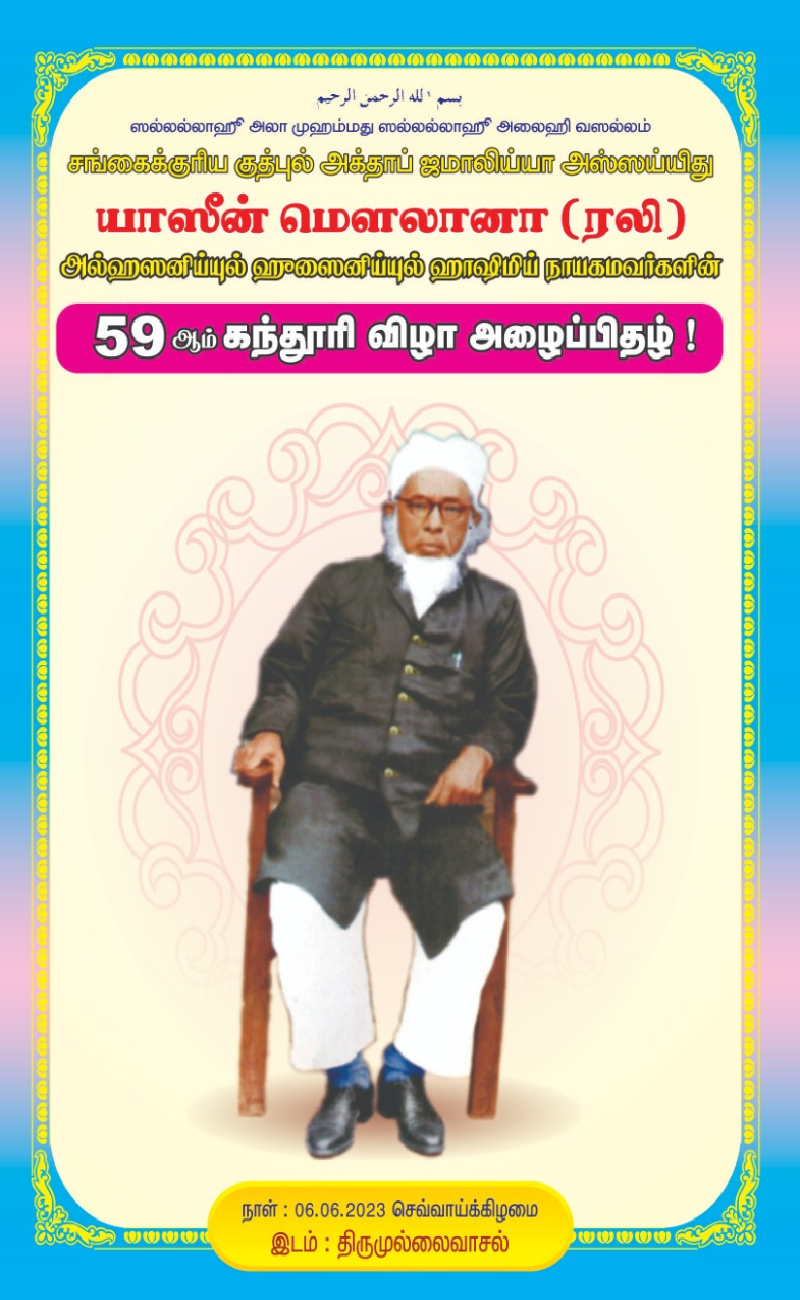 بسم الله الرحمن الرحيم
ஸல்லல்லாஹூ அலா முஹம்மது ஸல்லல்லாஹூ அலைஹி வஸல்லம்
சங்கைக்குரிய குத்புல் அக்தாப் ஜமாலிய்யா அஸ்ஸய்யிது
யாஸீன் மௌலானா (ரலி)
அல்ஹஸனிய்யுல் ஹுஸைனிய்யுல் ஹாஷிமிய் நாயகமவர்களின்
59 ஆம் கந்தூரி விழா அழைப்பிதழ் !
நாள் : 06.06.2023 செவ்வாய்க்கிழமை
இடம் : திருமுல்லைவாசல்